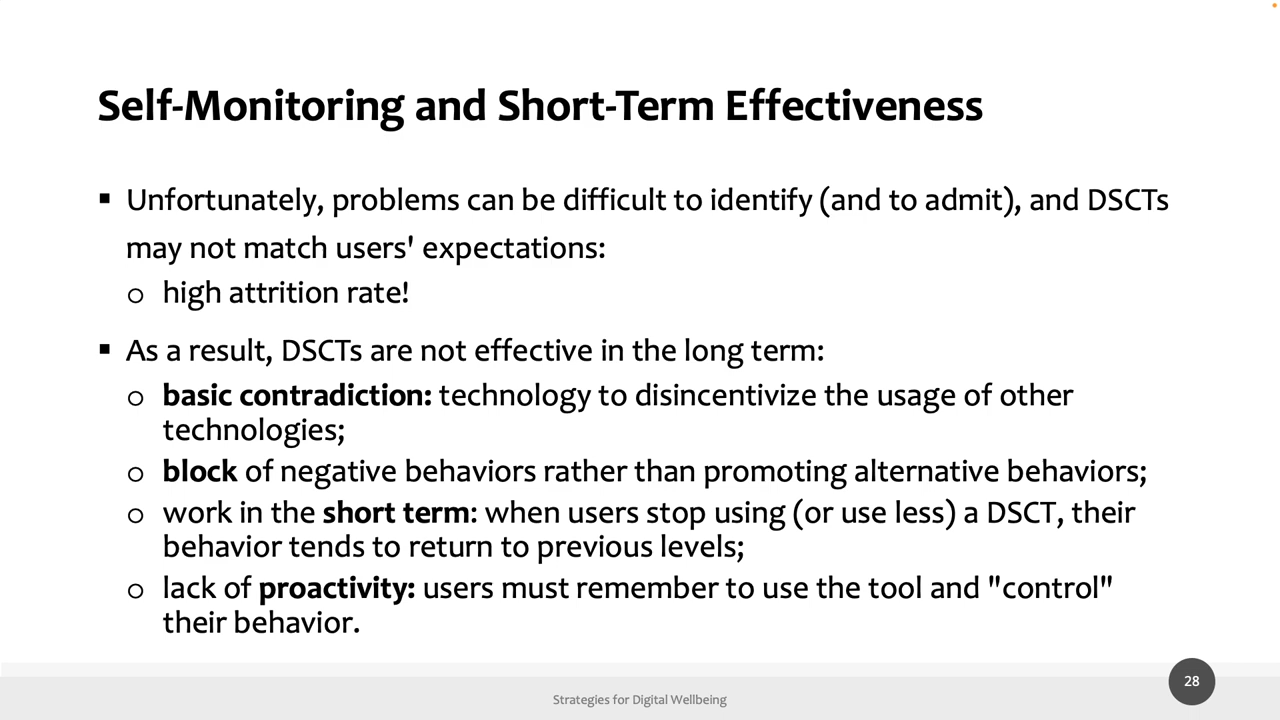 Self-Monitoring and Short-Term Effectiveness
▪ Unfortunately, problems can be difficult to identify (and to admit), and DSCTs
may not match users' expectations:
o high attrition rate!
▪ As a result, DSCTs are not effective in the long term:
o basic contradiction: technology to disincentivize the usage of other
technologies;
o block of negative behaviors rather than promoting alternative behaviors;
o work in the short term: when users stop using (or use less) a DSCT, their
behavior tends to return to previous levels;
o lack of proactivity: users must remember to use the tool and "control"
their behavior.
28
Strategies for Digital Wellbeing